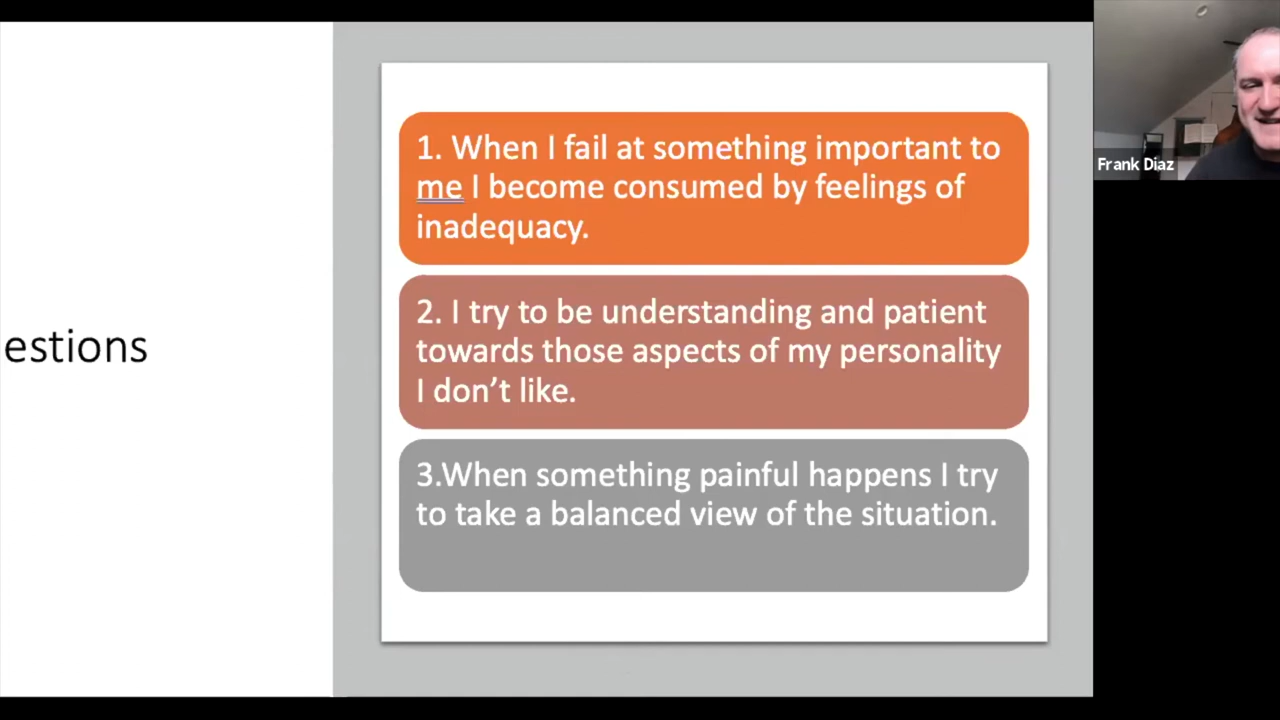 estions
1. When I fail at something important to
me I become consumed by feelings of
inadequacy.
2. I try to be understanding and patient
towards those aspects of my personality
I don’t like.
3.When something painful happens I try
to take a balanced view of the situation.
Frank Diaz